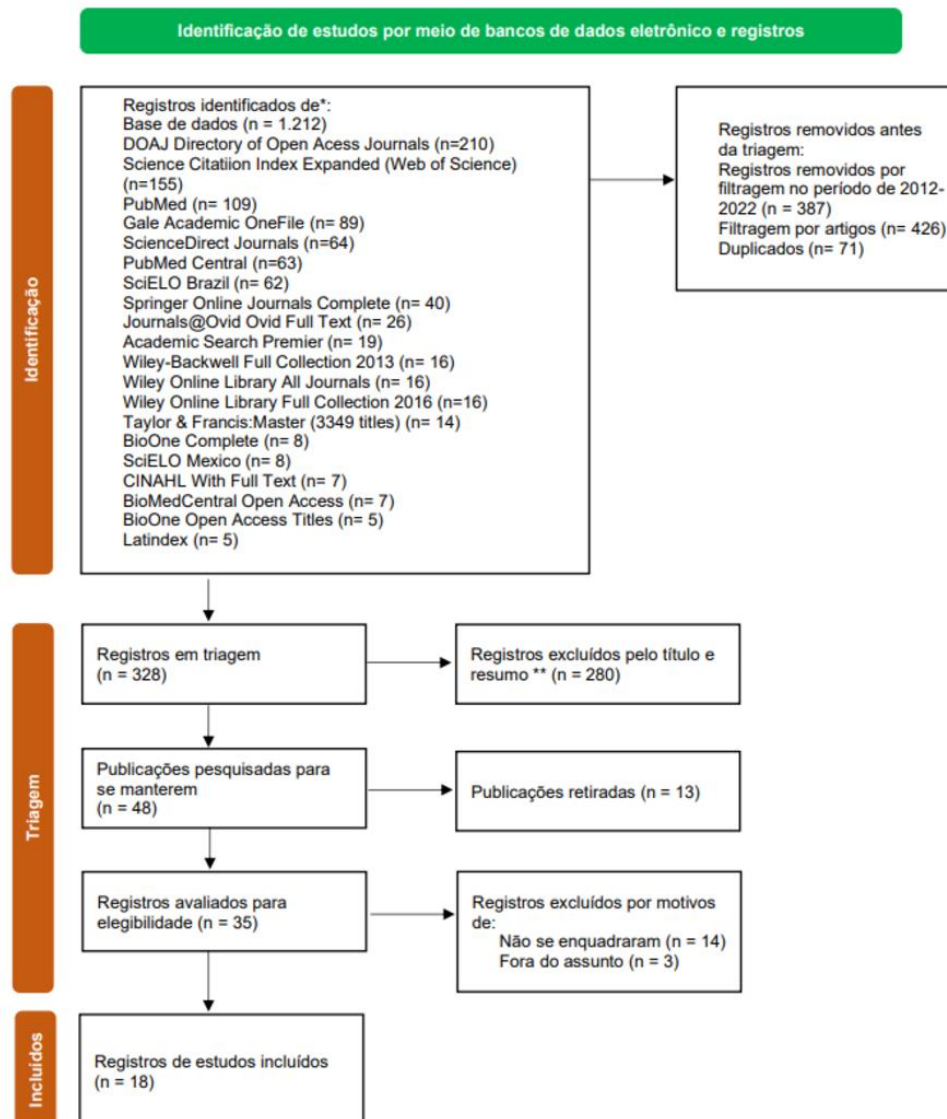 Identificação de estudos por meio de bancos de dados eletrônico e registros
Identificação
Registros identificados de*:
Base de dados (n = 1.212)
DOAJ Directory of Open Acess Journals (n=210)
Science Citatiion Index Expanded (Web of Science)
(n=155)
PubMed (n= 109)
Gale Academic OneFile (n= 89)
ScienceDirect Journals (n=64)
PubMed Central (n=63)
SciELO Brazil (n= 62)
Springer Online Journals Complete (n= 40)
Journals@Ovid Ovid Full Text (n= 26)
Academic Search Premier (n= 19)
Wiley-Backwell Full Collection 2013 (n= 16)
Wiley Online Library All Journals (n= 16)
Wiley Online Library Full Collection 2016 (n=16)
Taylor & Francis:Master (3349 titles) (n= 14)
BioOne Complete (n= 8)
SciELO Mexico (n= 8)
CINAHL With Full Text (n= 7)
BioMedCentral Open Access (n= 7)
BioOne Open Access Titles (n= 5)
Latindex (n= 5)
Registros removidos antes
da triagem:
Registros removidos por
filtragem no período de 2012-
2022 (n = 387)
Filtragem por artigos (n= 426)
Duplicados (n= 71)
Triagem
Registros em triagem
(n = 328)
Registros excluídos pelo título e
resumo ** (n = 280)
Publicações pesquisadas para
se manterem
(n = 48)
Publicações retiradas (n = 13)
Registros avaliados para
elegibilidade (n = 35)
Registros excluídos por motivos
de:
Não se enquadraram (n = 14)
Fora do assunto (n = 3)
Incluídos
Registros de estudos incluídos
(n = 18)